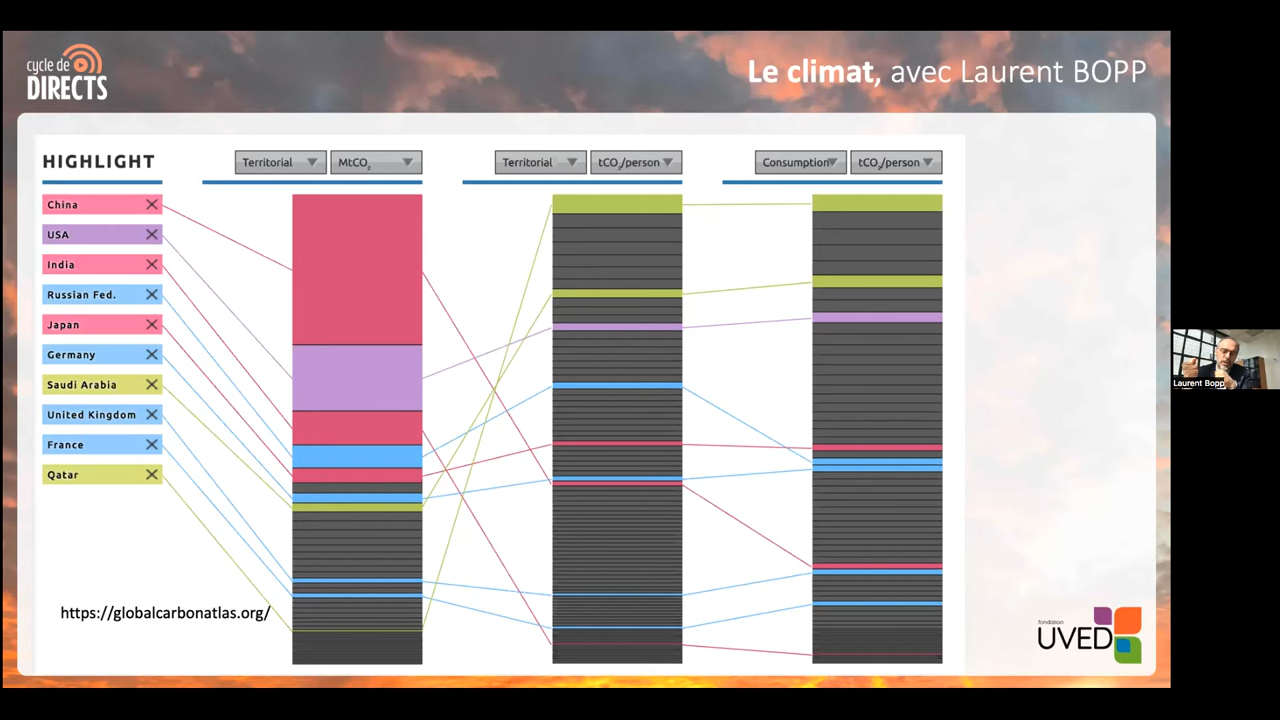 cycle de
DIRECTS
Le climat, avec Laurent BOPP
HIGHLIGHT
Territorial
MtCO₂
Territorial
tCO₂/person
Consumption
tCO₂/person
China
USA
India
Russian Fed.
Japan
Germany
Saudi Arabia
United Kingdom
France
Qatar
https://globalcarbonatlas.org/
fondation
UVED
Laurent Bopp